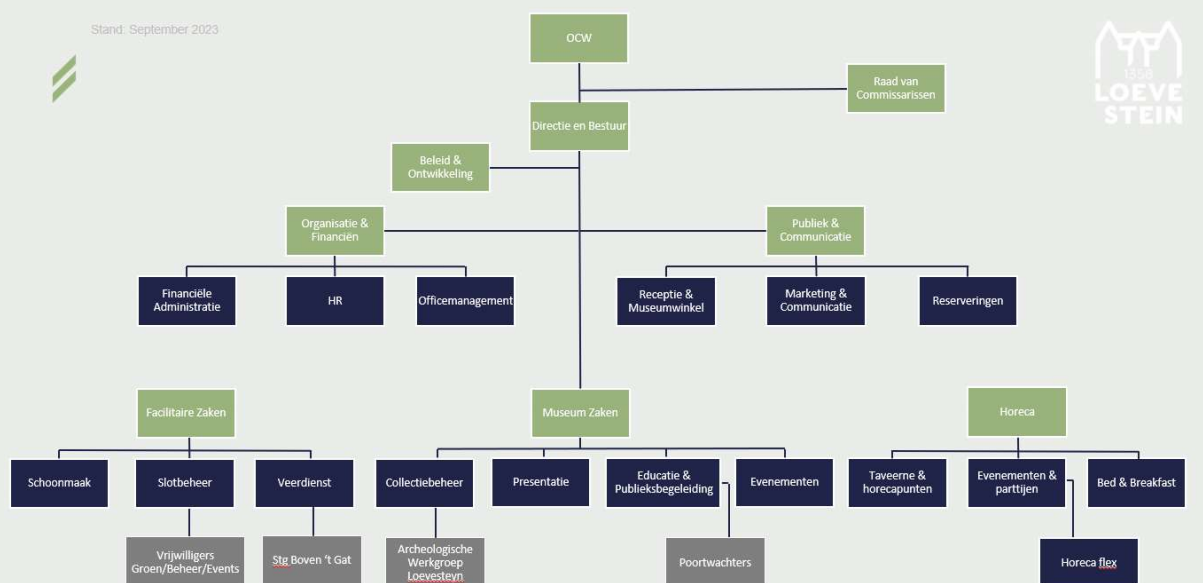 Stand: September 2023
OCW
1358
LOEVE
STEIN
Raad van
Commissarissen
Directie en Bestuur
Beleid &
Ontwikkeling
Organisatie &
Financiën
Publiek &
Communicatie
Financiële
Administratie
HR
Officemanagement
Receptie &
Museumwinkel
Marketing &
Communicatie
Reserveringen
Facilitaire Zaken
Museum Zaken
Horeca
Schoonmaak
Slotbeheer
Veerdienst
Collectiebeheer
Presentatie
Educatie &
Publieksbegeleiding
Evenementen
Taveerne &
horecapunten
Evenementen &
parttijen
Bed & Breakfast
Vrijwilligers
Groen/Beheer/Events
Stg Boven ‘t Gat
Archeologische
Werkgroep
Loevesteyn
Poortwachters
Horeca flex